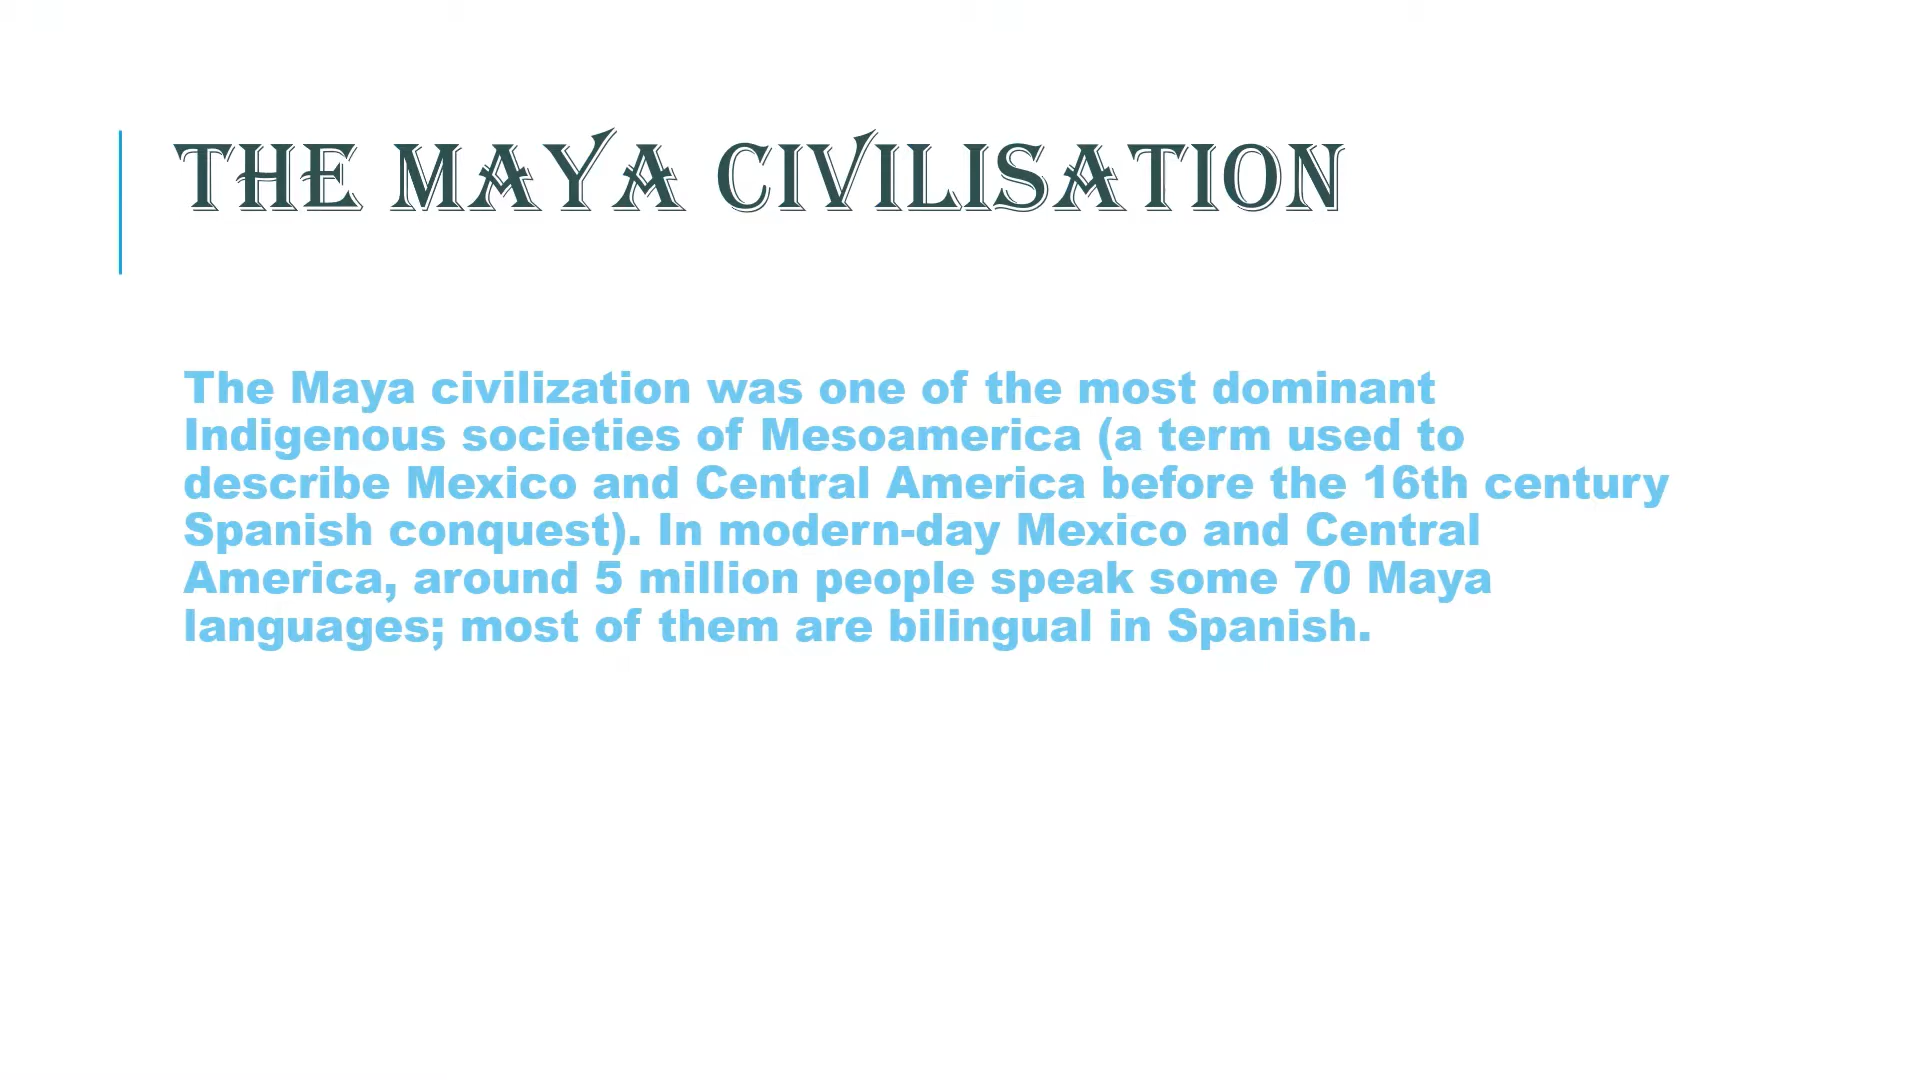 THE MAYA CIVILISATION
The Maya civilization was one of the most dominant
Indigenous societies of Mesoamerica (a term used to
describe Mexico and Central America before the 16th century
Spanish conquest). In modern-day Mexico and Central
America, around 5 million people speak some 70 Maya
languages; most of them are bilingual in Spanish.